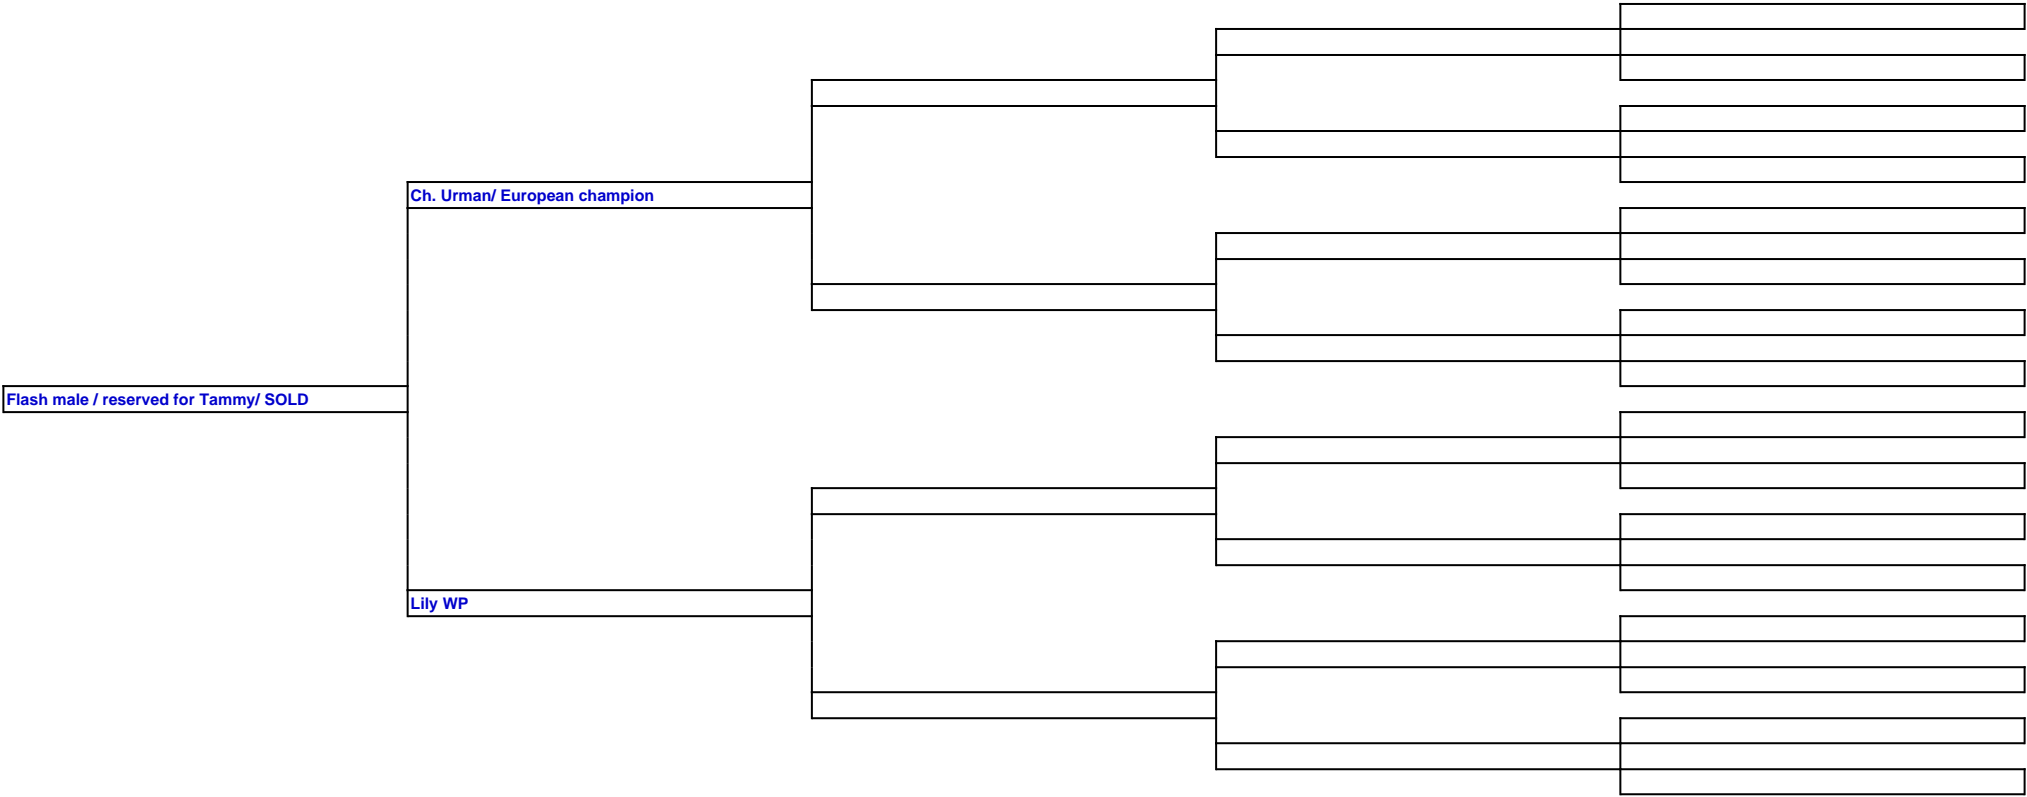 Ch. Urman/ European champion
Flash male / reserved for Tammy/ SOLD
Lily WP